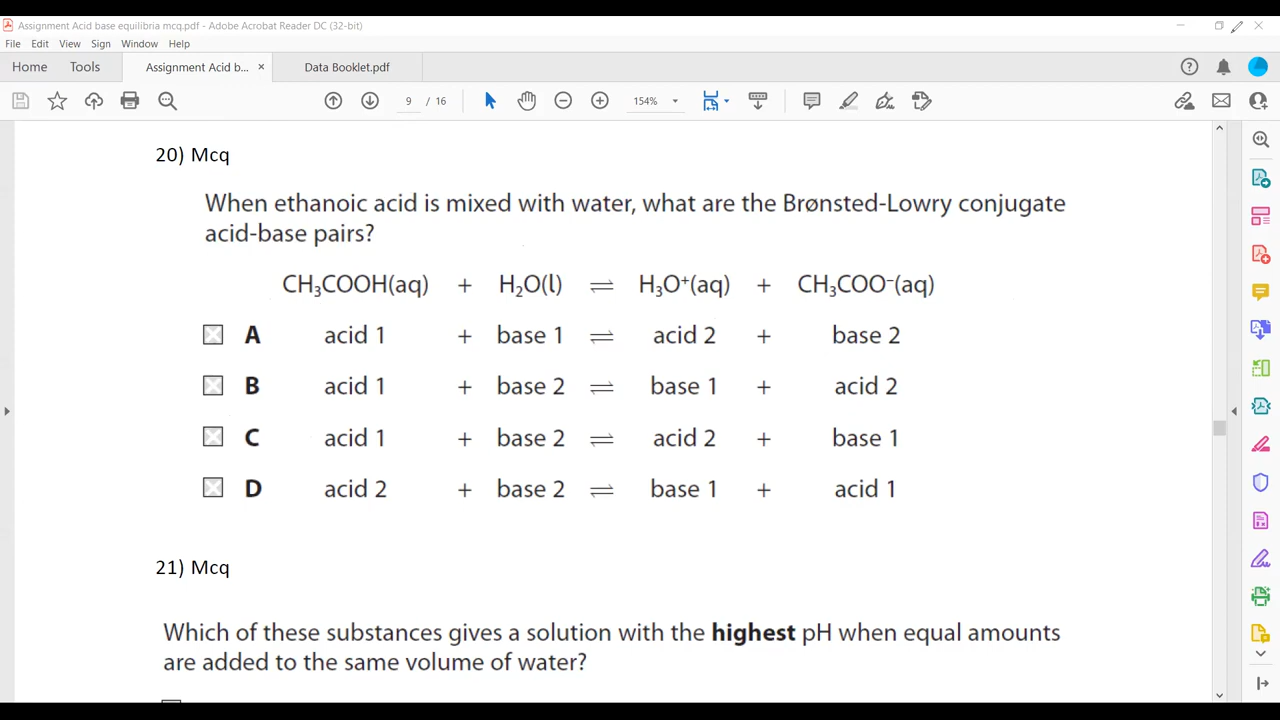 Assignment Acid base equilibria mcq.pdf - Adobe Acrobat Reader DC (32-bit)
File Edit View Sign Window Help
Home Tools Assignment Acid b... × Data Booklet.pdf
9 / 16 154%
20) Mcq
When ethanoic acid is mixed with water, what are the Brønsted-Lowry conjugate
acid-base pairs?
CH₃COOH(aq) + H₂O(l) ⇌ H₃O⁺(aq) + CH₃COO⁻(aq)
A acid 1 + base 1 ⇌ acid 2 + base 2
B acid 1 + base 2 ⇌ base 1 + acid 2
C acid 1 + base 2 ⇌ acid 2 + base 1
D acid 2 + base 2 ⇌ base 1 + acid 1
21) Mcq
Which of these substances gives a solution with the highest pH when equal amounts
are added to the same volume of water?